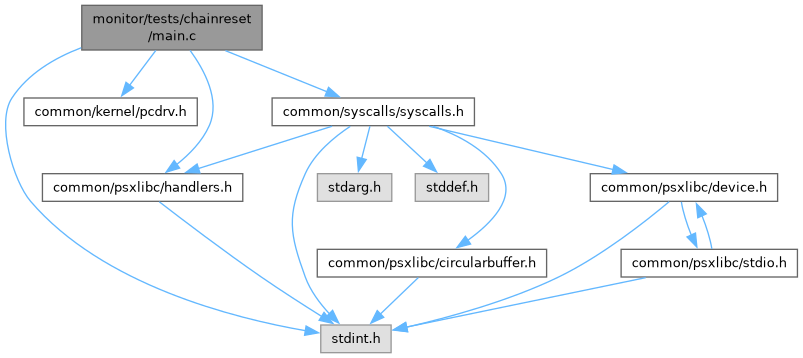 monitor/tests/chainreset
/main.c
common/kernel/pcdrv.h
common/syscalls/syscalls.h
common/psxlibc/handlers.h
stdarg.h
stddef.h
common/psxlibc/device.h
common/psxlibc/circularbuffer.h
common/psxlibc/stdio.h
stdint.h